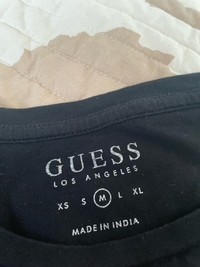 GUESS
LOS ANGELES
XS S M L XL
MADE IN INDIA